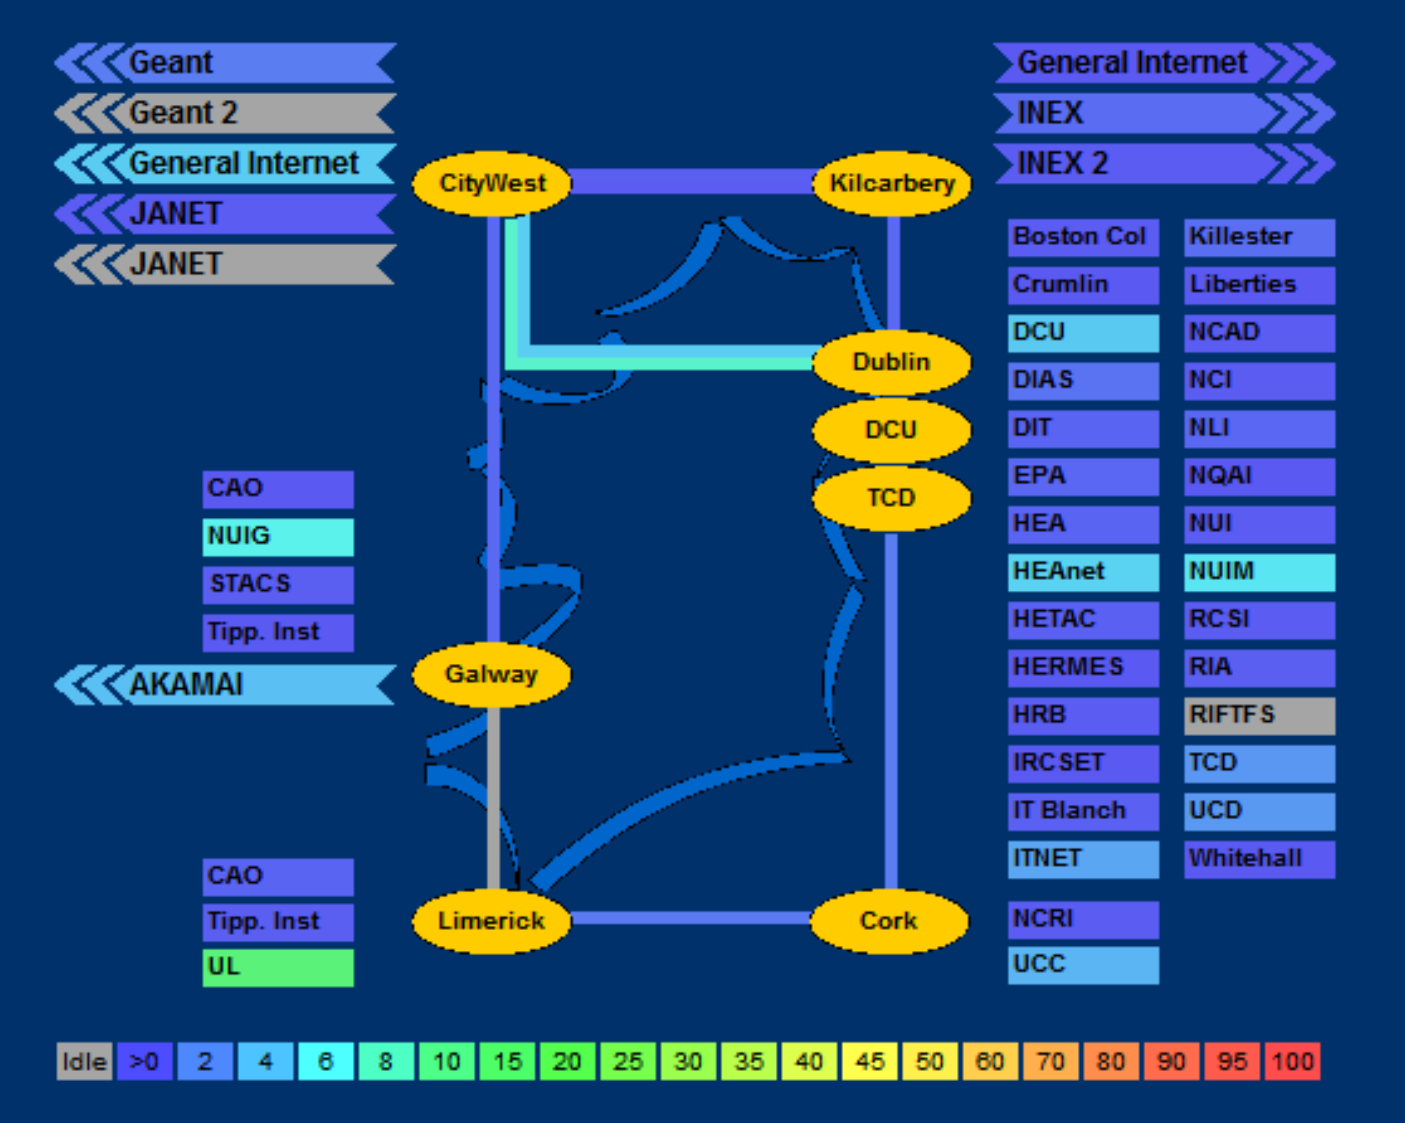 Geant
Geant 2
General Internet
JANET
JANET
General Internet
INEX
INEX 2
CityWest
Kilcarbery
Dublin
DCU
TCD
Galway
Limerick
Cork
CAO
NUIG
STACS
Tipp. Inst
AKAMAI
CAO
Tipp. Inst
UL
Boston Col
Crumlin
DCU
DIAS
DIT
EPA
HEA
HEAnet
HETAC
HERMES
HRB
IRCSET
IT Blanch
ITNET
NCRI
UCC
Killester
Liberties
NCAD
NCI
NLI
NQAI
NUI
NUIM
RCSI
RIA
RIFTFS
TCD
UCD
Whitehall
Idle >0 2 4 6 8 10 15 20 25 30 35 40 45 50 60 70 80 90 95 100